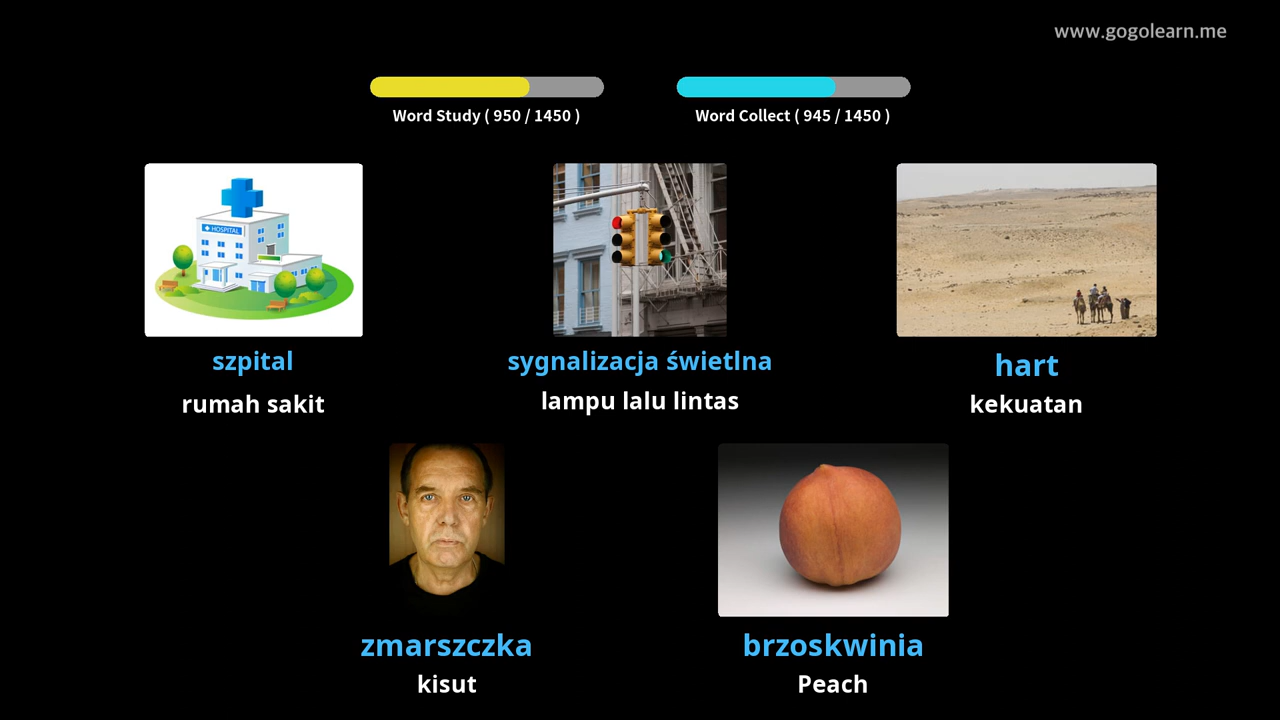 www.gogolearn.me
Word Study ( 950 / 1450 )
Word Collect ( 945 / 1450 )
HOSPITAL
szpital
sygnalizacja świetlna
hart
rumah sakit
lampu lalu lintas
kekuatan
zmarszczka
brzoskwinia
kisut
Peach